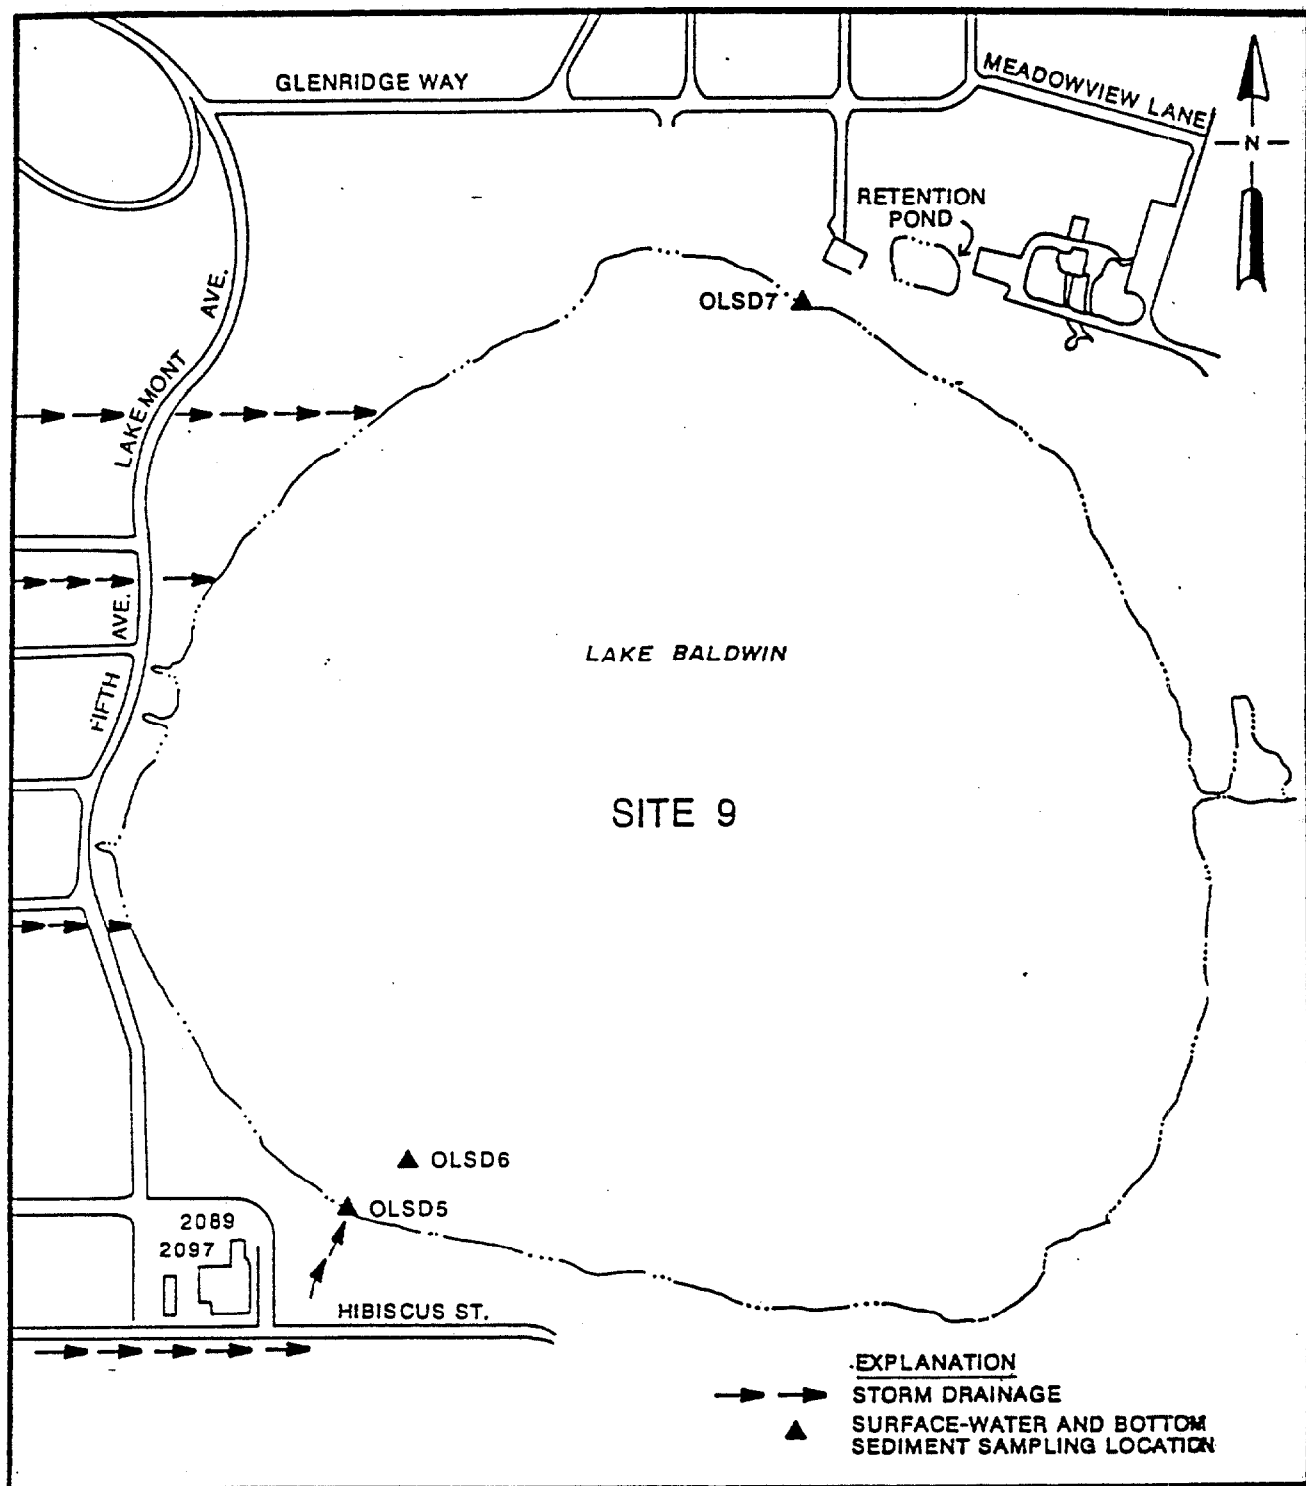 GLENRIDGE WAY
MEADOWVIEW LANE
N
RETENTION
POND
OLSD7
LAKEMONT AVE.
FIFTH AVE.
LAKE BALDWIN
SITE 9
OLSD6
OLSD5
2089
2097
HIBISCUS ST.
EXPLANATION
STORM DRAINAGE
SURFACE-WATER AND BOTTOM
SEDIMENT SAMPLING LOCATION